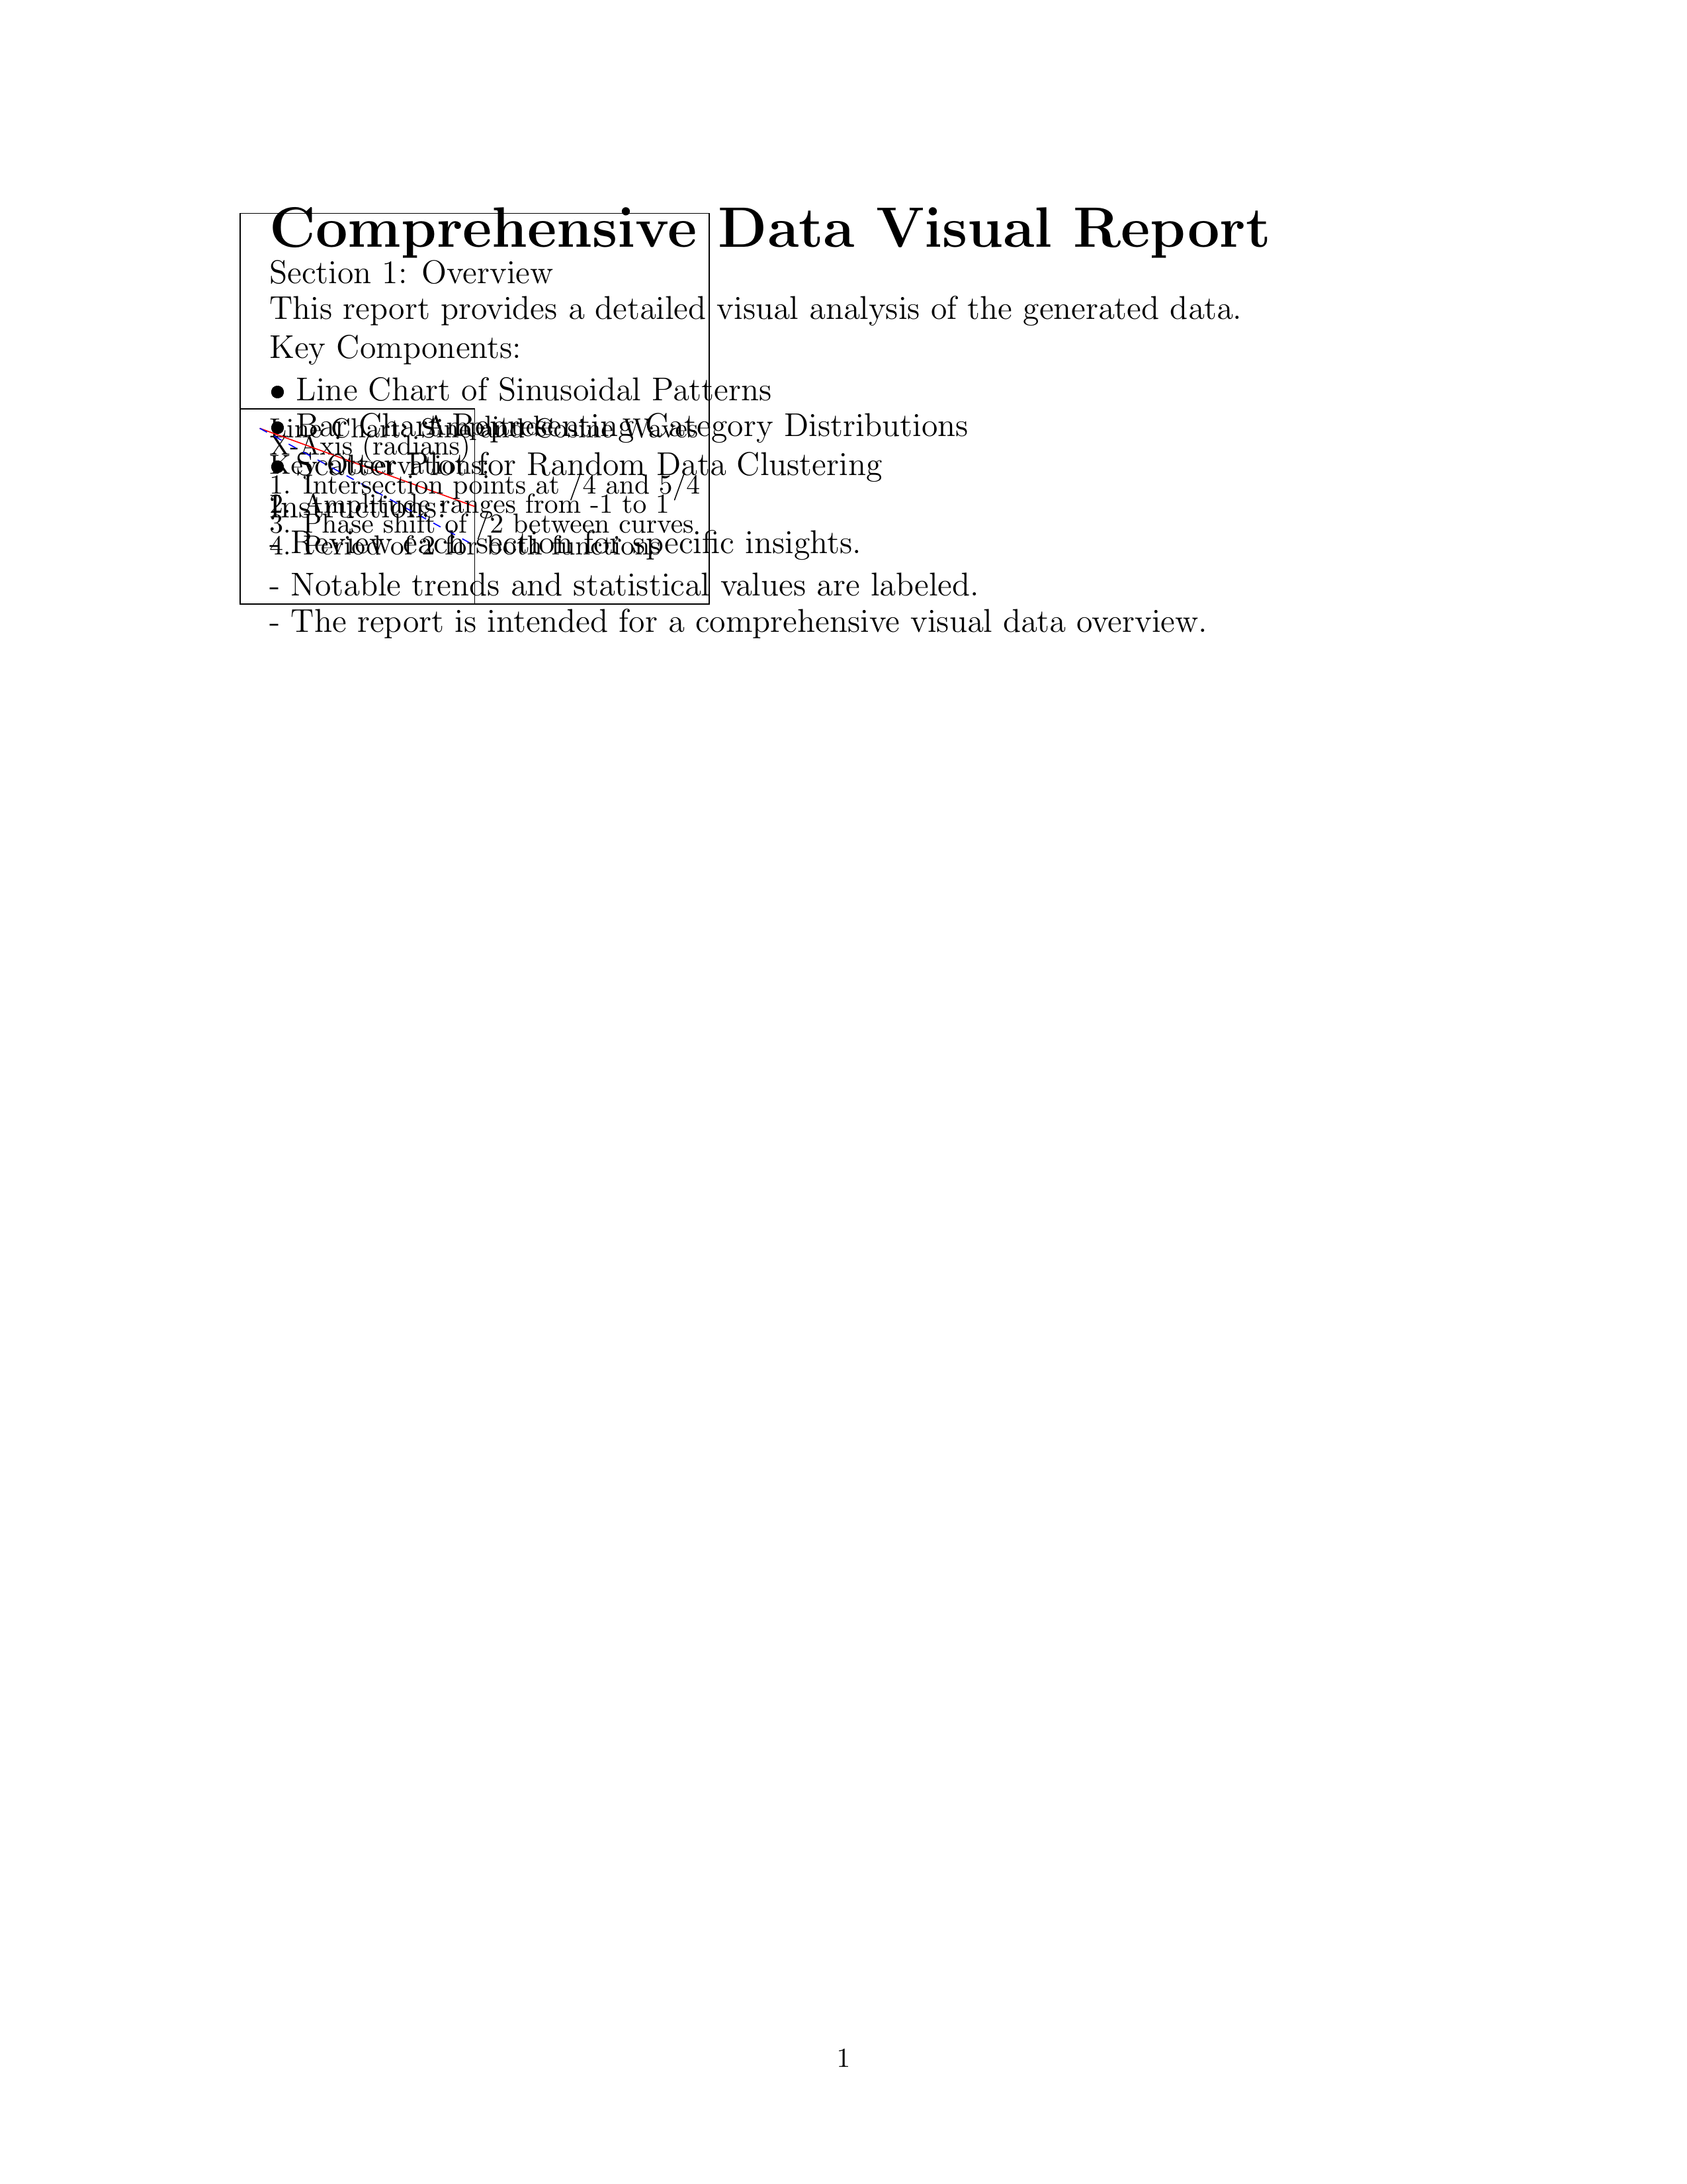 Comprehensive Data Visual Report
Section 1: Overview
This report provides a detailed visual analysis of the generated data.
Key Components:
• Line Chart of Sinusoidal Patterns
• Bar Chart Representing Category Distributions
Line Chart: Sine and Cosine Waves
Amplitude
X-Axis (radians)
• Scatter Plot for Random Data Clustering
Key Observations:
1. Intersection points at /4 and 5/4
2. Amplitude ranges from -1 to 1
Instructions:
3. Phase shift of /2 between curves
- Review each section for specific insights.
4. Period of 2 for both functions
- Notable trends and statistical values are labeled.
- The report is intended for a comprehensive visual data overview.
1